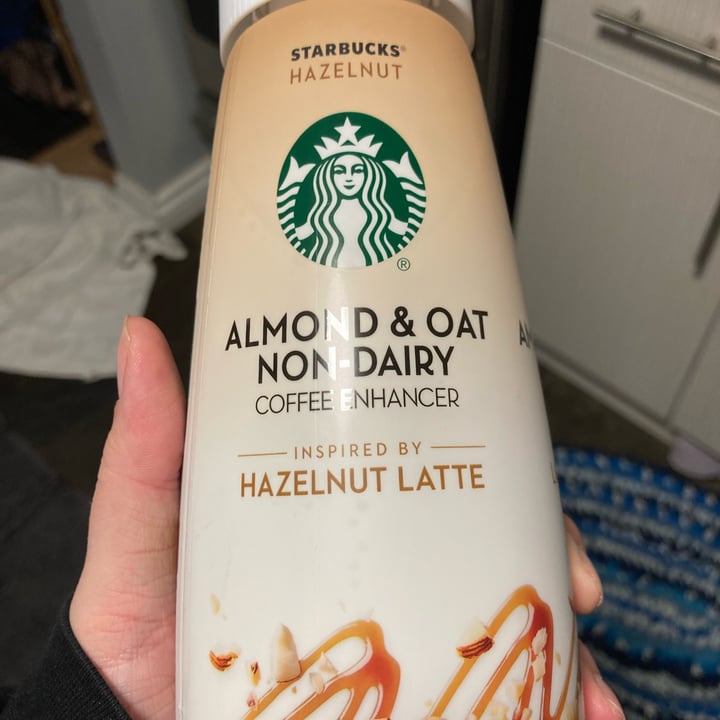 STARBUCKS®
HAZELNUT
®
ALMOND & OAT
NON-DAIRY
COFFEE ENHANCER
INSPIRED BY
HAZELNUT LATTE